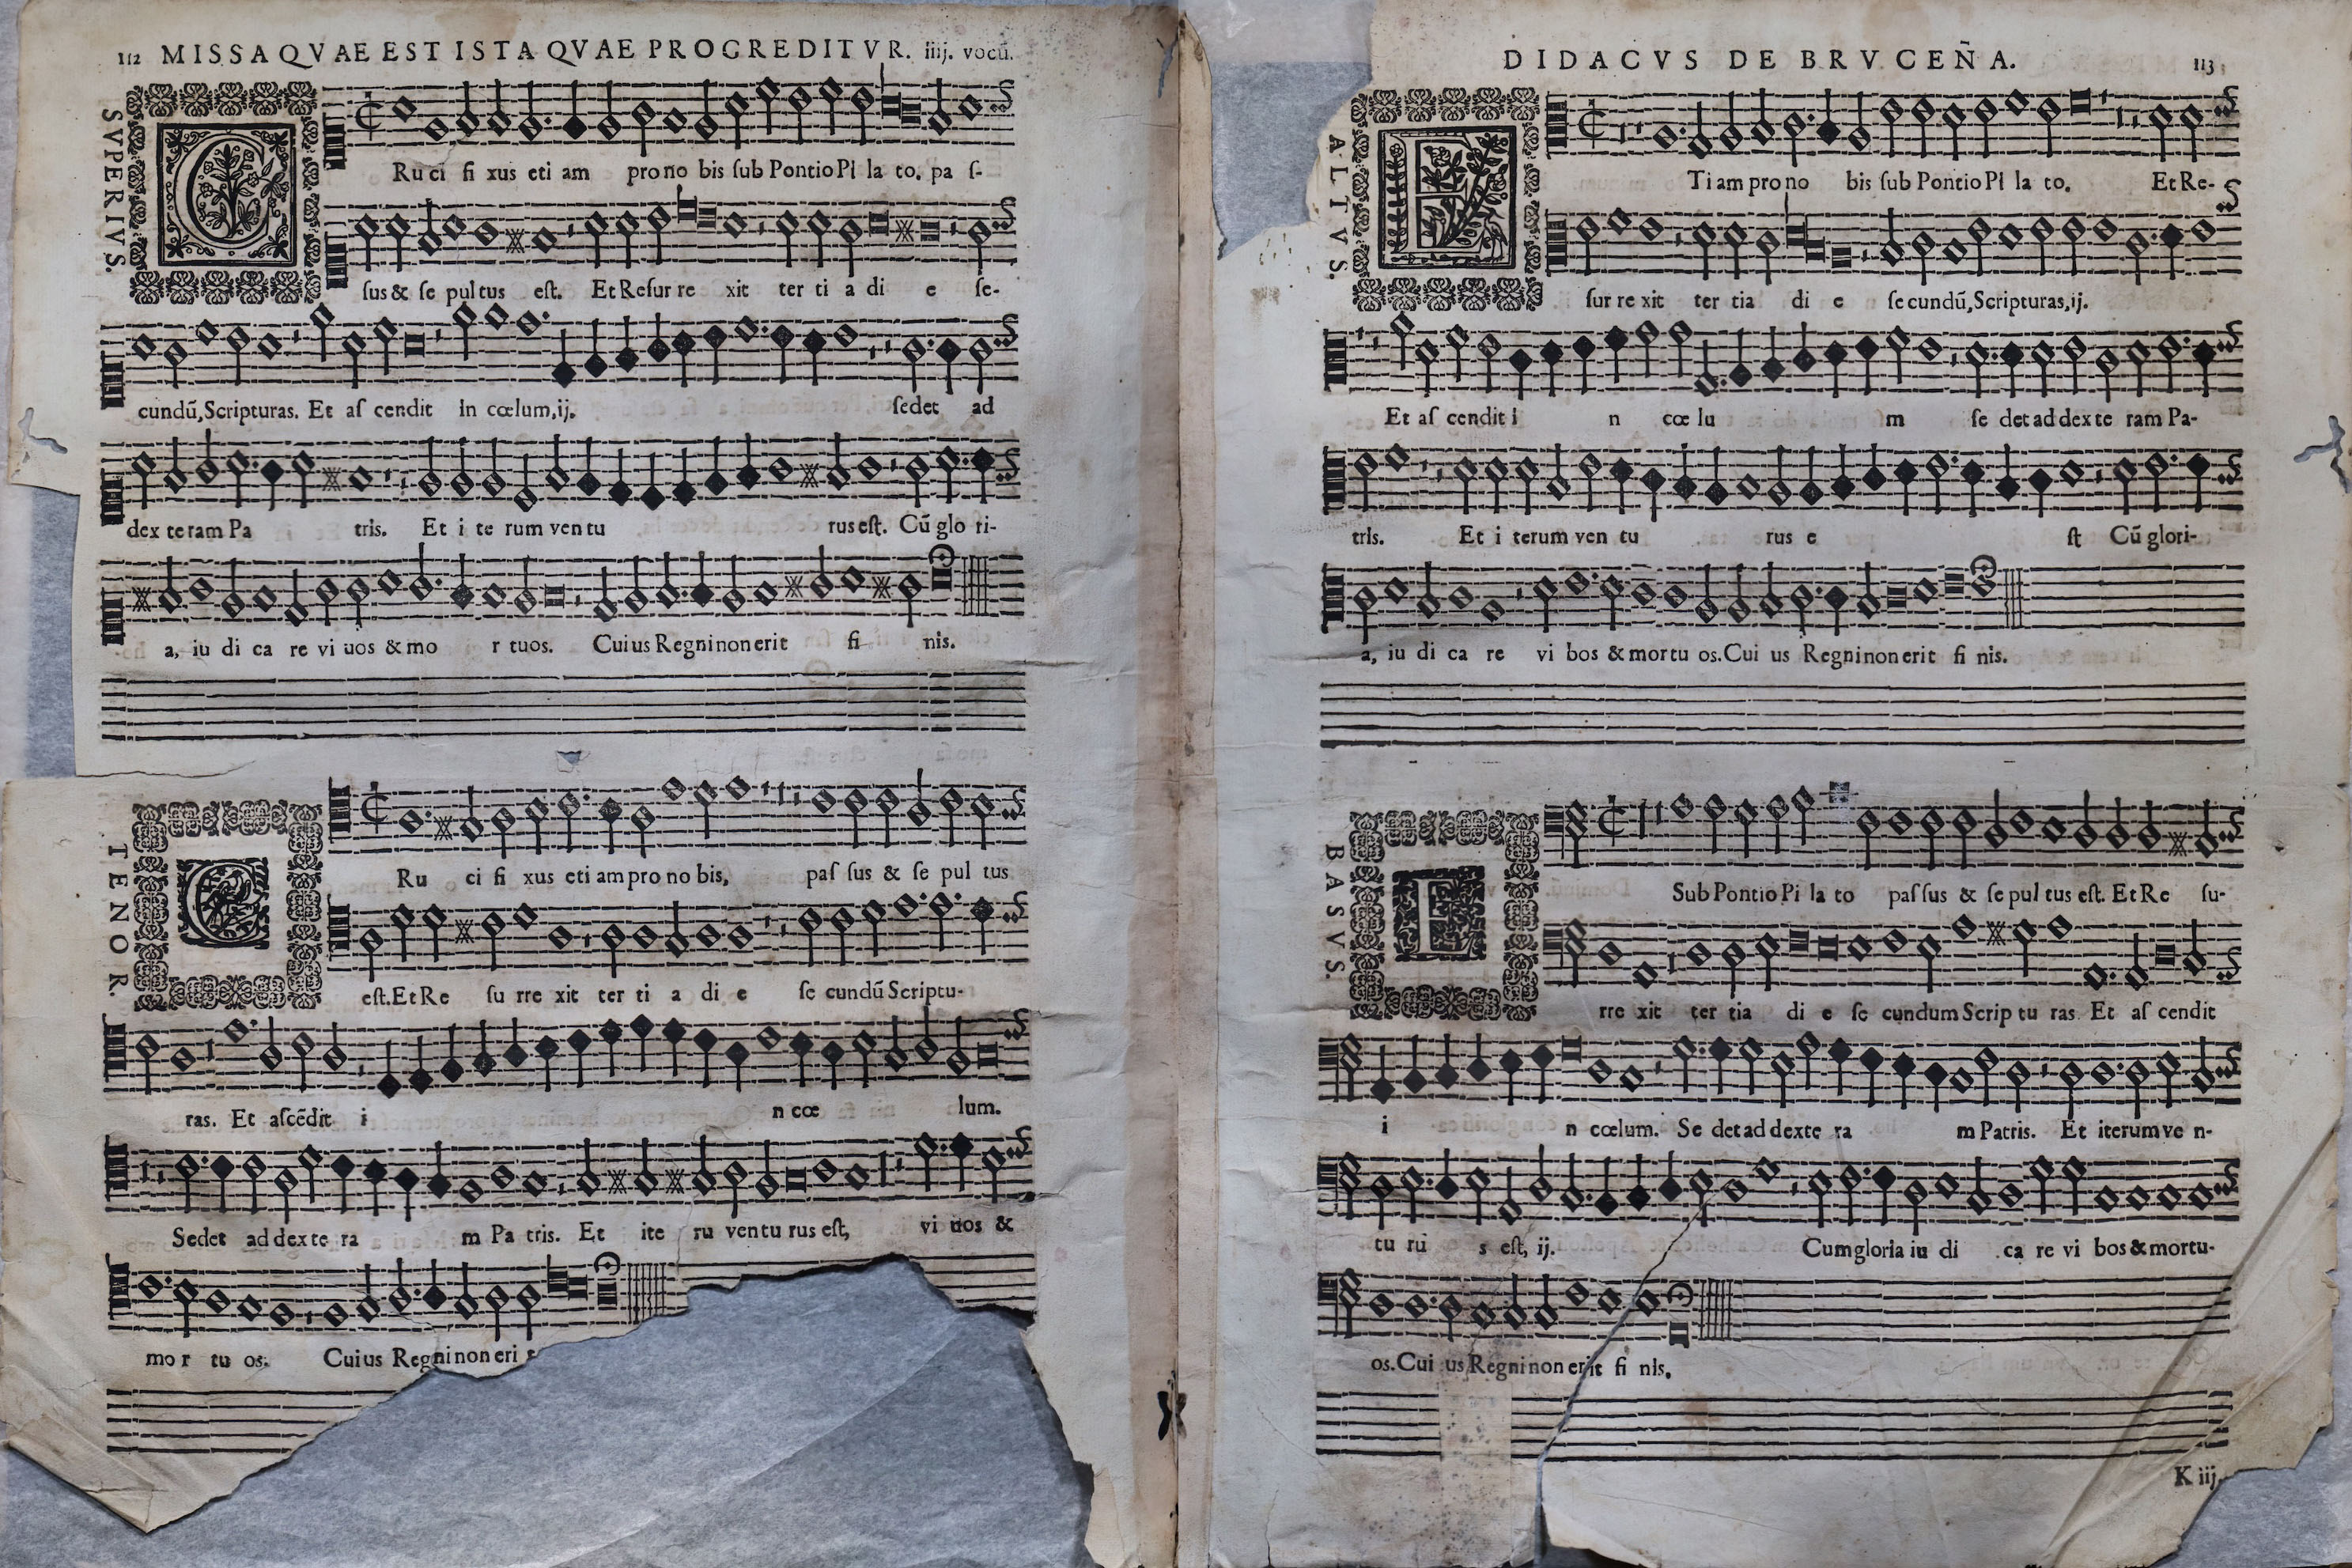 112 MISSA QVAE EST ISTA QVAE PROGREDITVR. iiij. vocū.
SVPERIVS.
C
Ru ci fi xus eti am pro no bis ſub Pontio Pi la to. pa ſ-
ſus & ſe pul tus eſt. Et Reſur re xit ter ti a di e ſe-
cundū, Scripturas. Et aſ cendit in cœlum, ij. ſedet ad
dex te ram Pa tris. Et i te rum ven tu rus eſt. Cū glo ri-
a, iu di ca re vi uos & mo r tuos. Cuius Regni non erit fi nis.
TENOR.
C
Ru ci fi xus eti am pro no bis, paſ ſus & ſe pul tus
eſt. Et Re ſu rre xit ter ti a di e ſe cundū Scriptu-
ras. Et aſcēdit i n cœ lum.
Sedet ad dex te ra m Pa tris. Et ite ru ven tu rus eſt, vi uos &
mo r tu os: Cuius Regni non eri
DIDACVS DE BRVCEÑA. 113
ALTVS.
E
Ti am pro no bis ſub Pontio Pi la to. Et Re-
ſur re xit ter tia di e ſe cundū, Scripturas, ij.
Et aſ cendit i n cœ lu m ſe det ad dex te ram Pa-
tris. Et i terum ven tu rus e ſt Cū glori-
a, iu di ca re vi bos & mortu os. Cui us Regni non erit fi nis.
BASVS.
E
Sub Pontio Pi la to paſ ſus & ſe pul tus eſt. Et Re ſu-
rre xit ter tia di e ſe cundum Scrip tu ras. Et aſ cendit
i n cœlum. Se det ad dexte ra m Patris. Et iterum ve n-
tu ru s eſt, ij. Cum gloria iu di ca re vi bos & mortu-
os. Cui us Regni non erit fi nis.
K iij